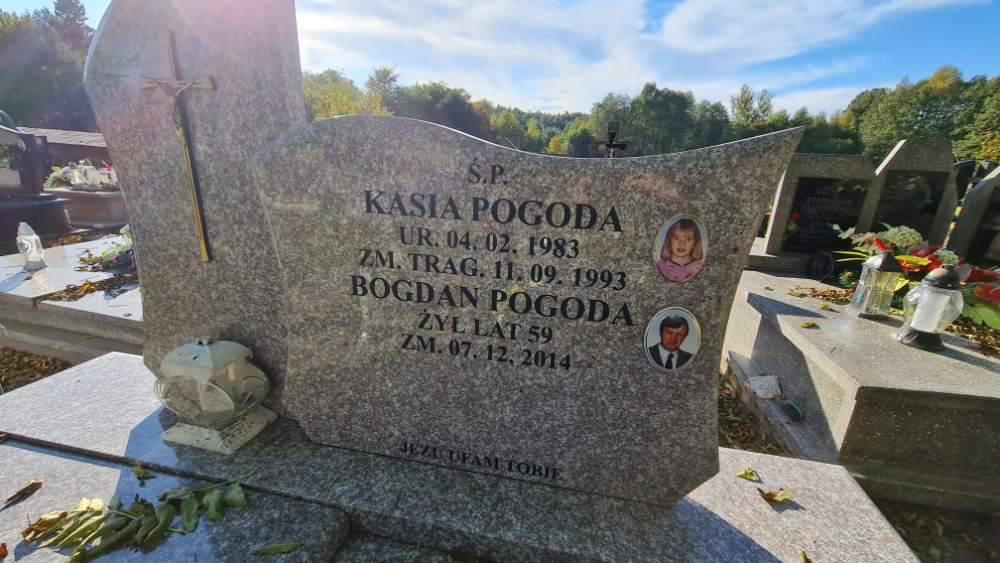 Ś.P.
KASIA POGODA
UR. 04. 02. 1983
ZM. TRAG. 11. 09. 1993
BOGDAN POGODA
ŻYŁ LAT 59
ZM. 07. 12. 2014
JEZU UFAM TOBIE